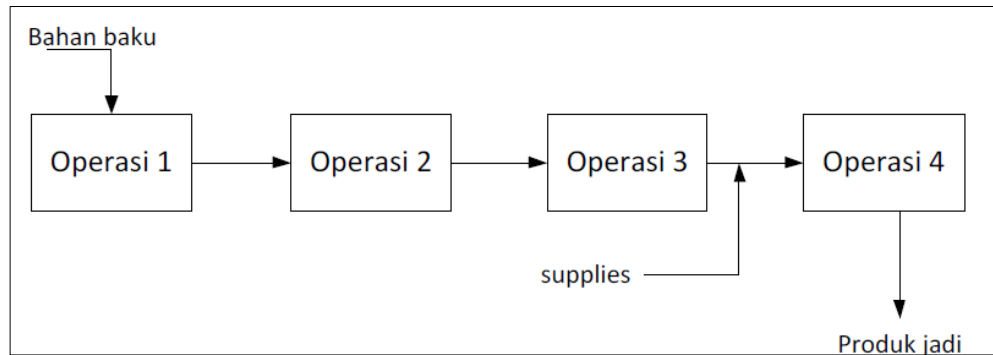 Bahan baku
Operasi 1
Operasi 2
Operasi 3
Operasi 4
supplies
Produk jadi